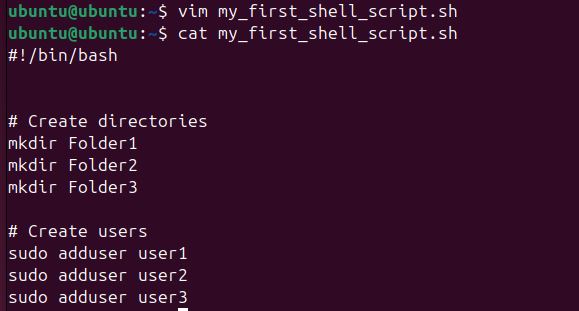 ubuntu@ubuntu:~$ vim my_first_shell_script.sh
ubuntu@ubuntu:~$ cat my_first_shell_script.sh
#!/bin/bash
# Create directories
mkdir Folder1
mkdir Folder2
mkdir Folder3
# Create users
sudo adduser user1
sudo adduser user2
sudo adduser user3